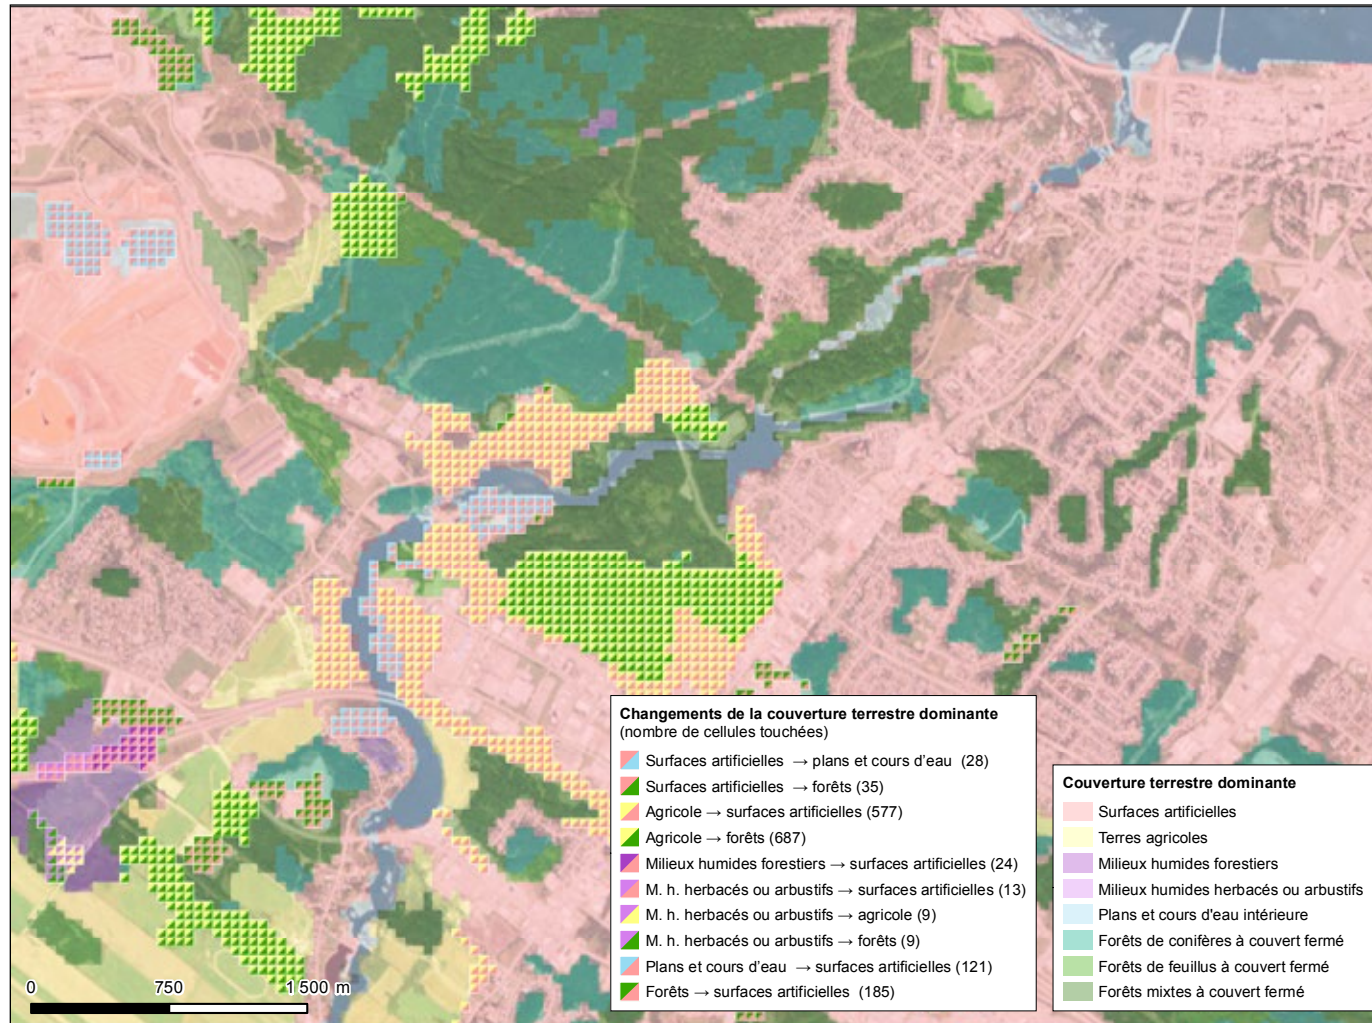 Changements de la couverture terrestre dominante
(nombre de cellules touchées)
Surfaces artificielles → plans et cours d'eau (28)
Surfaces artificielles → forêts (35)
Agricole → surfaces artificielles (577)
Agricole → forêts (687)
Milieux humides forestiers → surfaces artificielles (24)
M. h. herbacés ou arbustifs → surfaces artificielles (13)
M. h. herbacés ou arbustifs → agricole (9)
M. h. herbacés ou arbustifs → forêts (9)
Plans et cours d'eau → surfaces artificielles (121)
Forêts → surfaces artificielles (185)
Couverture terrestre dominante
Surfaces artificielles
Terres agricoles
Milieux humides forestiers
Milieux humides herbacés ou arbustifs
Plans et cours d'eau intérieure
Forêts de conifères à couvert fermé
Forêts de feuillus à couvert fermé
Forêts mixtes à couvert fermé
0 750 1 500 m